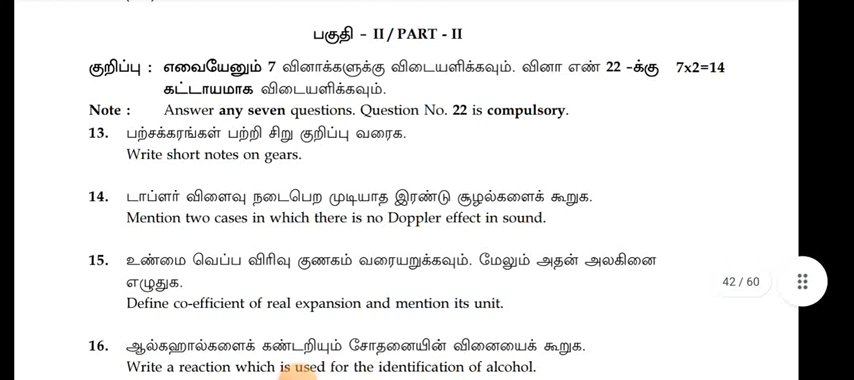 பகுதி - II / PART - II
குறிப்பு : எவையேனும் 7 வினாக்களுக்கு விடையளிக்கவும். வினா எண் 22 -க்கு 7x2=14
கட்டாயமாக விடையளிக்கவும்.
Note : Answer any seven questions. Question No. 22 is compulsory.
13. பற்சக்கரங்கள் பற்றி சிறு குறிப்பு வரைக.
Write short notes on gears.
14. டாப்ளர் விளைவு நடைபெற முடியாத இரண்டு சூழல்களைக் கூறுக.
Mention two cases in which there is no Doppler effect in sound.
15. உண்மை வெப்ப விரிவு குணகம் வரையறுக்கவும். மேலும் அதன் அலகினை
எழுதுக.
42 / 60
Define co-efficient of real expansion and mention its unit.
16. ஆல்கஹால்களைக் கண்டறியும் சோதனையின் வினையைக் கூறுக.
Write a reaction which is used for the identification of alcohol.